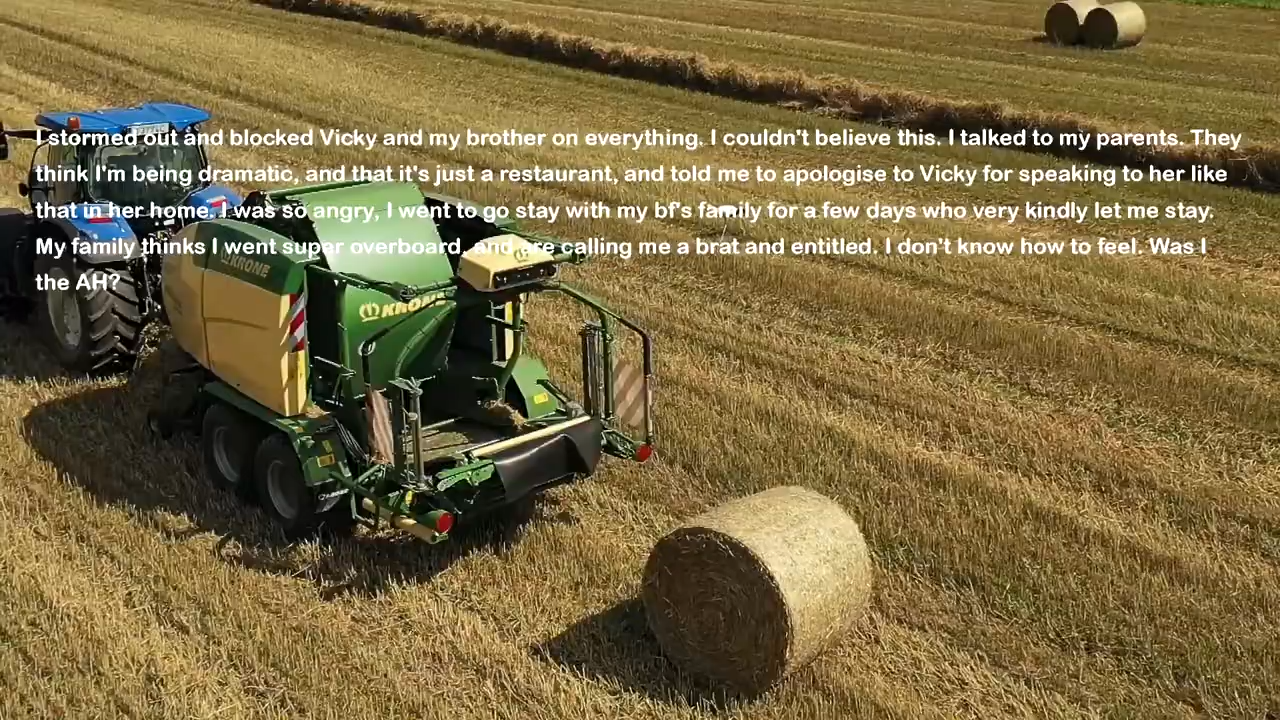 I stormed out and blocked Vicky and my brother on everything. I couldn't believe this. I talked to my parents. They
think I'm being dramatic, and that it's just a restaurant, and told me to apologise to Vicky for speaking to her like
that in her home. I was so angry, I went to go stay with my bf's family for a few days who very kindly let me stay.
My family thinks I went supar overboard, and are calling me a brat and entitled. I don't know how to feel. Was I
the AH?
KRONE
KRONE